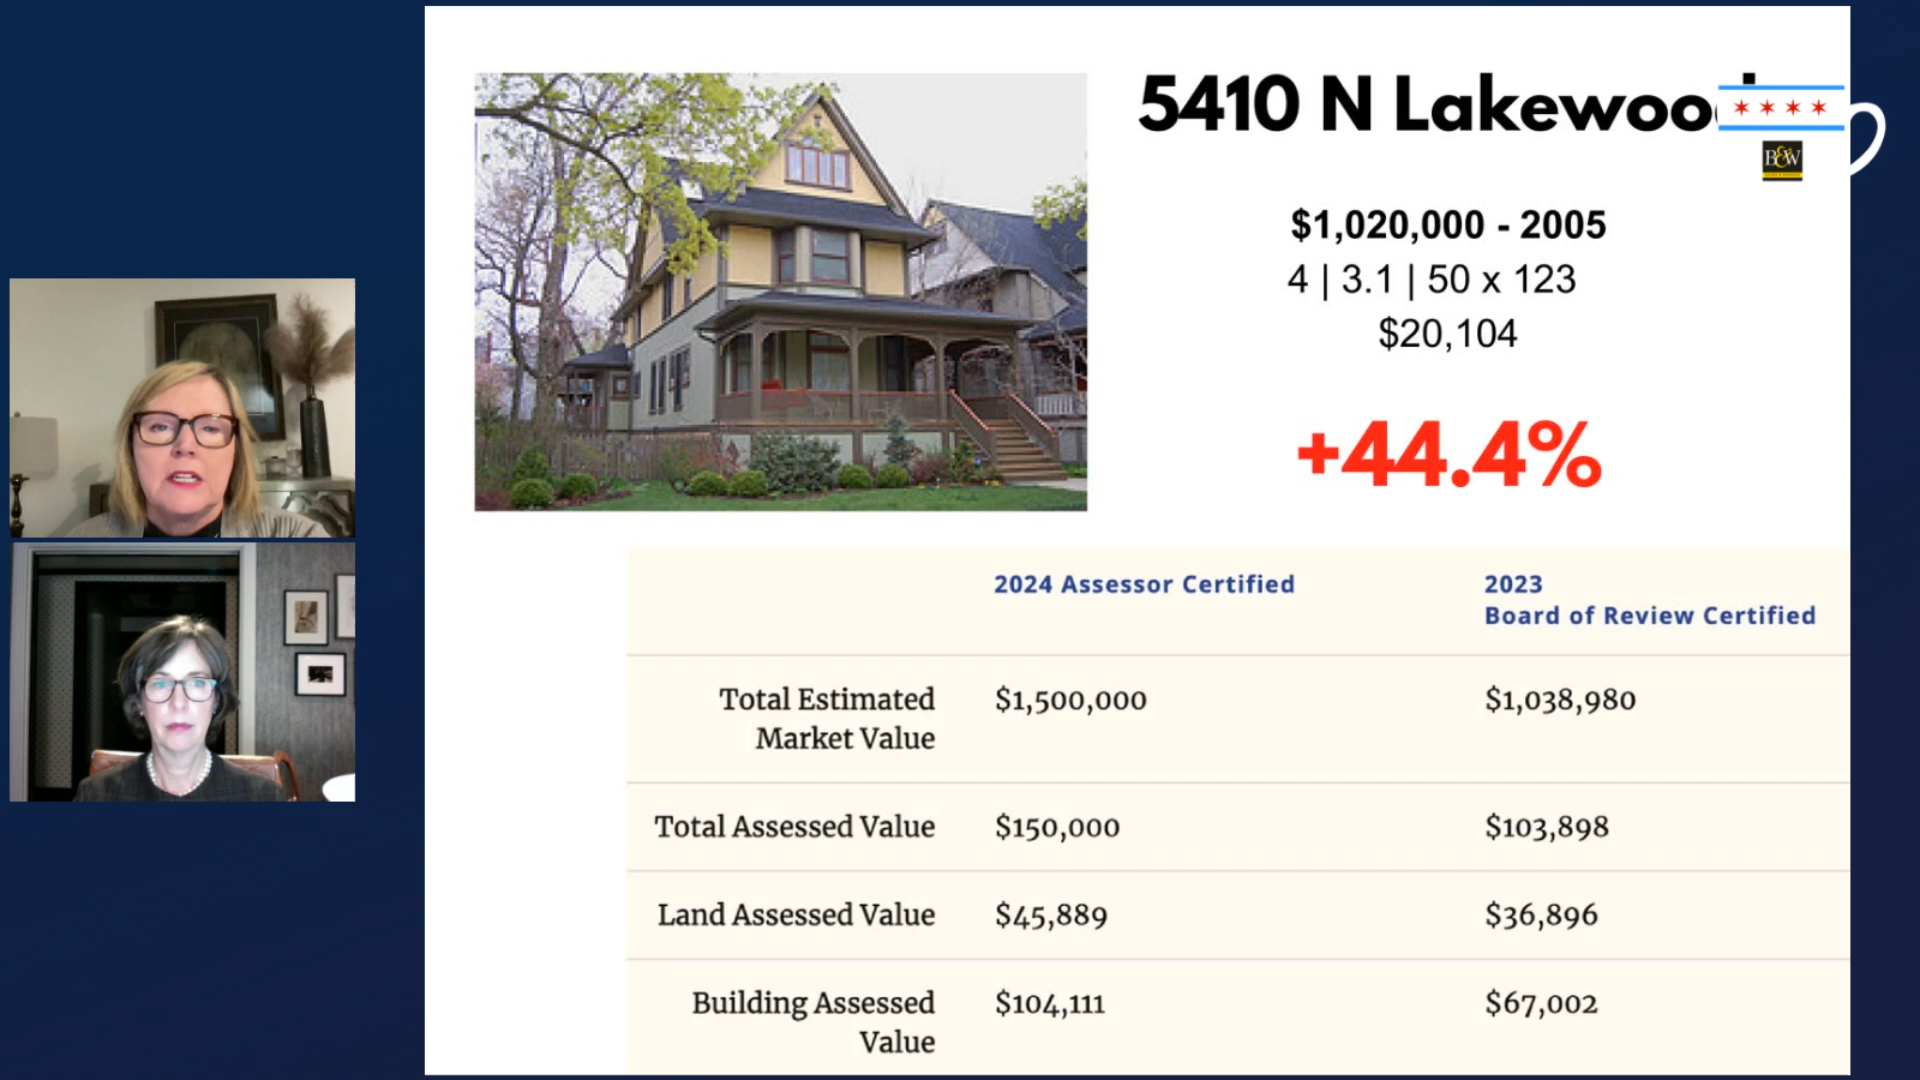 5410 N Lakewood
B&W
$1,020,000 - 2005
4 | 3.1 | 50 x 123
$20,104
+44.4%
2024 Assessor Certified
2023
Board of Review Certified
Total Estimated
Market Value
$1,500,000
$1,038,980
Total Assessed Value
$150,000
$103,898
Land Assessed Value
$45,889
$36,896
Building Assessed
Value
$104,111
$67,002